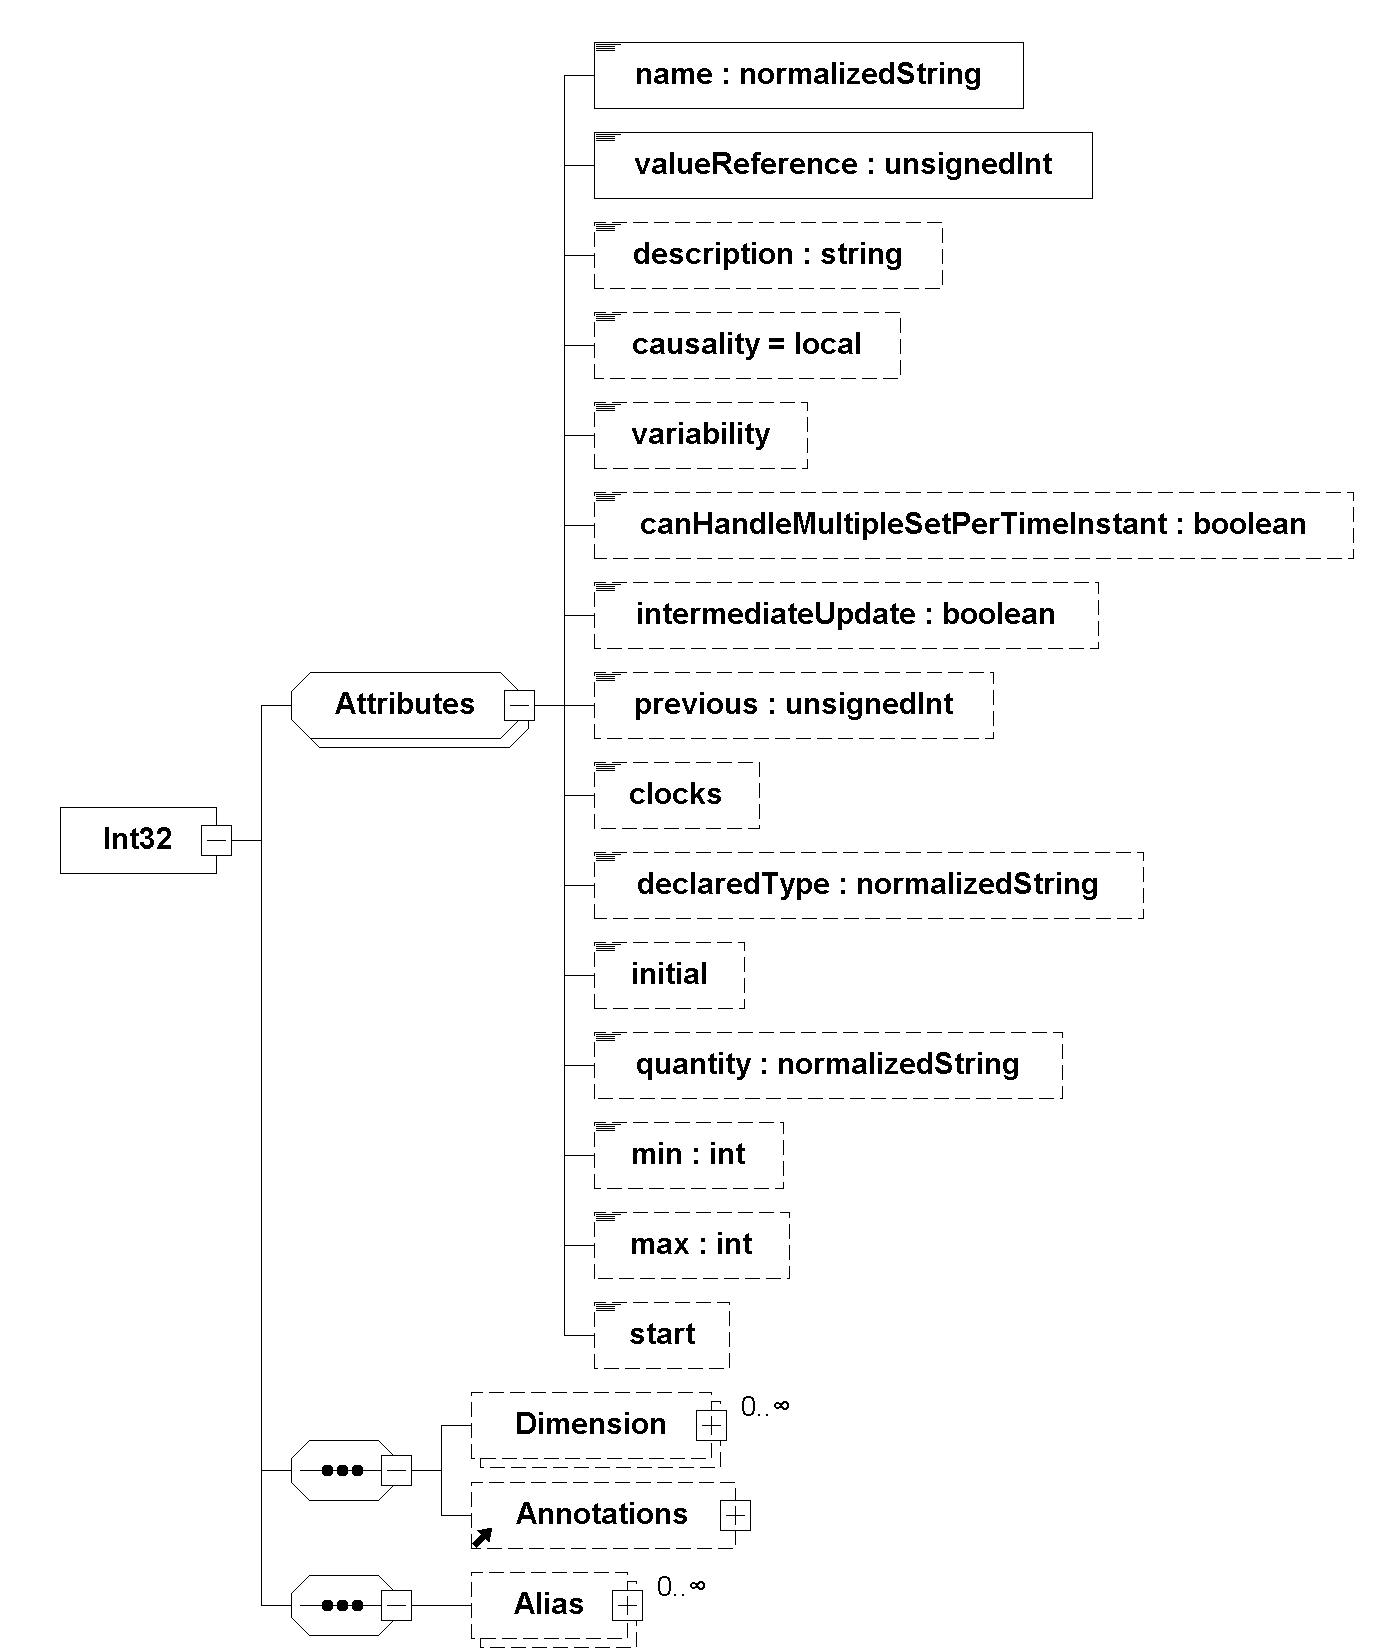 name : normalizedString
valueReference : unsignedInt
description : string
causality = local
variability
canHandleMultipleSetPerTimeInstant : boolean
intermediateUpdate : boolean
Attributes
previous : unsignedInt
clocks
Int32
declaredType : normalizedString
initial
quantity : normalizedString
min : int
max : int
start
Dimension
0..∞
Annotations
Alias
0..∞